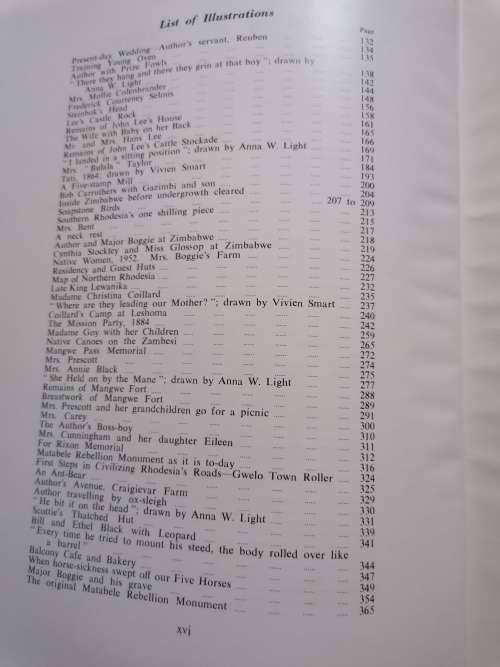 List of Illustrations
Page
Present-day Wedding—Author's servant, Reuben 132
Training Young Oxen 134
Author with Prize Fowls 135
"There they hang and there they grin at that boy"; drawn by
Anna W. Light 138
Mrs. Mollie Colenbrander 142
Frederick Courteney Selous 144
Steinbok's Head 148
Lee's Castle Rock 156
Remains of John Lee's House 158
The Wife with Baby on her Back 161
Mr. and Mrs. Hans Lee 165
Remains of John Lee's Cattle Stockade 166
"I landed in a sitting position"; drawn by Anna W. Light 169
Mrs. "Bulala" Taylor 171
Tati, 1864; drawn by Vivien Smart 184
A Five-stamp Mill 193
Bob Carruthers with Gazimbi and son 200
Inside Zimbabwe before undergrowth cleared 204
Soapstone Birds 207 to 209
Southern Rhodesia's one shilling piece 213
Mrs. Bent 215
A neck rest 217
Author and Major Boggie at Zimbabwe 218
Cynthia Stockley and Miss Glossop at Zimbabwe 219
Native Women, 1952. Mrs. Boggie's Farm 224
Residency and Guest Huts 226
Map of Northern Rhodesia 227
Late King Lewanika 232
Madame Christina Coillard 235
"Where are they leading our Mother?"; drawn by Vivien Smart 237
Coillard's Camp at Leshoma 240
The Mission Party, 1884 242
Madame Goy with her Children 259
Native Canoes on the Zambesi 265
Mangwe Pass Memorial 272
Mrs. Prescott 274
Mrs. Annie Black 275
"She Held on by the Mane"; drawn by Anna W. Light 277
Remains of Mangwe Fort 288
Breastwork of Mangwe Fort 289
Mrs. Prescott and her grandchildren go for a picnic 291
Mrs. Carey 300
The Author's Boss-boy 310
Mrs. Cunningham and her daughter Eileen 311
For Rixon Memorial 312
Matabele Rebellion Monument as it is to-day 316
First Steps in Civilizing Rhodesia's Roads—Gwelo Town Roller 324
An Ant-Bear 325
Author's Avenue, Craigievar Farm 329
Author travelling by ox-sleigh 330
"He bit it on the head"; drawn by Anna W. Light 331
Scottie's Thatched Hut 339
Bill and Ethel Black with Leopard 341
"Every time he tried to mount his steed, the body rolled over like
a barrel" 344
Balcony Cafe and Bakery 347
When horse-sickness swept off our Five Horses 349
Major Boggie and his grave 354
The original Matabele Rebellion Monument 365
xvj